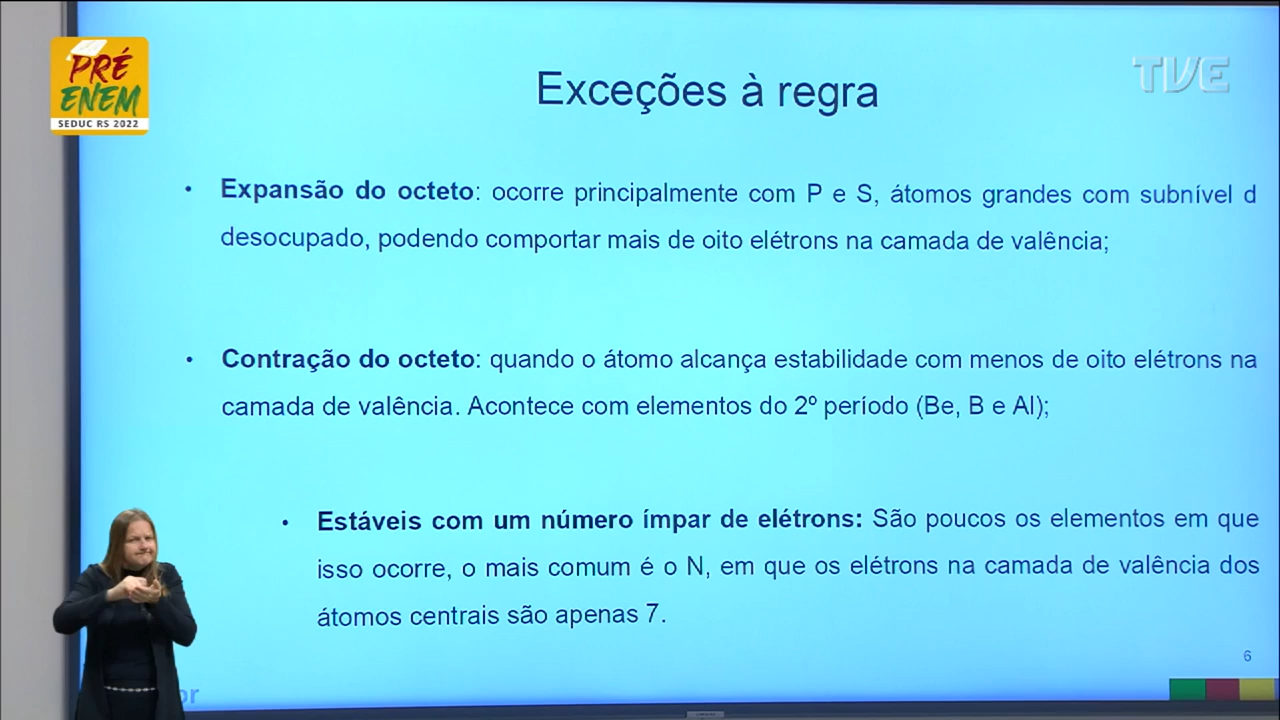 PRÉ
ENEM
SEDUC RS 2022
TVE
Exceções à regra
• Expansão do octeto: ocorre principalmente com P e S, átomos grandes com subnível d
desocupado, podendo comportar mais de oito elétrons na camada de valência;
• Contração do octeto: quando o átomo alcança estabilidade com menos de oito elétrons na
camada de valência. Acontece com elementos do 2º período (Be, B e Al);
• Estáveis com um número ímpar de elétrons: São poucos os elementos em que
isso ocorre, o mais comum é o N, em que os elétrons na camada de valência dos
átomos centrais são apenas 7.
6